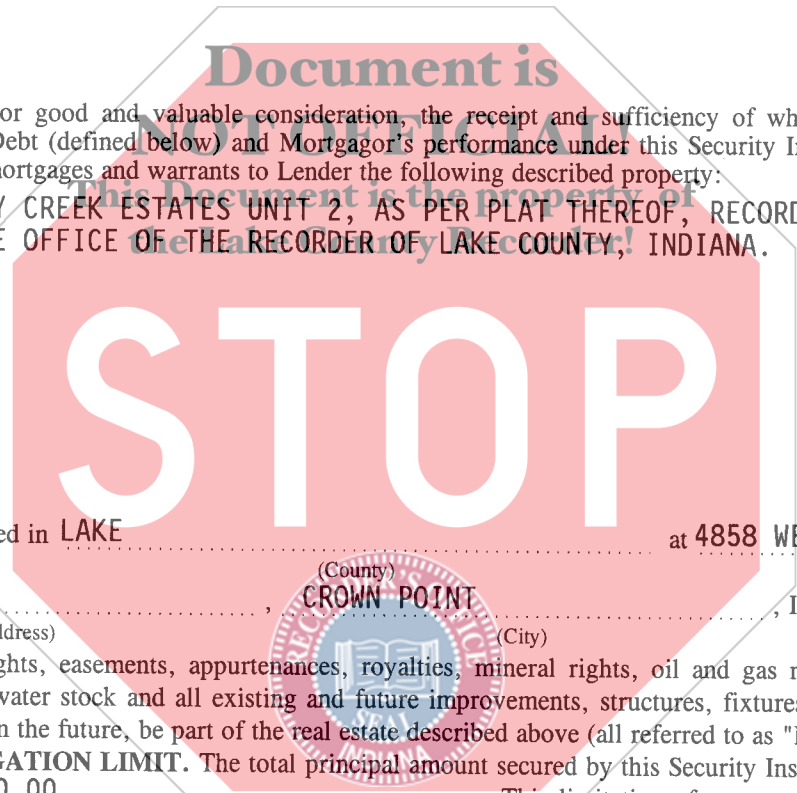 Document is
or good and valuable consideration, the receipt and sufficiency of wh
NOT OFFICIAL!
Debt (defined below) and Mortgagor's performance under this Security In
ortgages and warrants to Lender the following described property:
This Document is the property of
Y CREEK ESTATES UNIT 2, AS PER PLAT THEREOF, RECORD
the Lake County Recorder!
E OFFICE OF THE RECORDER OF LAKE COUNTY, INDIANA.
STOP
ed in LAKE at 4858 WE
(County)
, CROWN POINT , I
ddress) (City)
RECORDER'S OFFICE
SEAL
INDIANA
ghts, easements, appurtenances, royalties, mineral rights, oil and gas r
water stock and all existing and future improvements, structures, fixtures
n the future, be part of the real estate described above (all referred to as "
GATION LIMIT. The total principal amount secured by this Security Ins